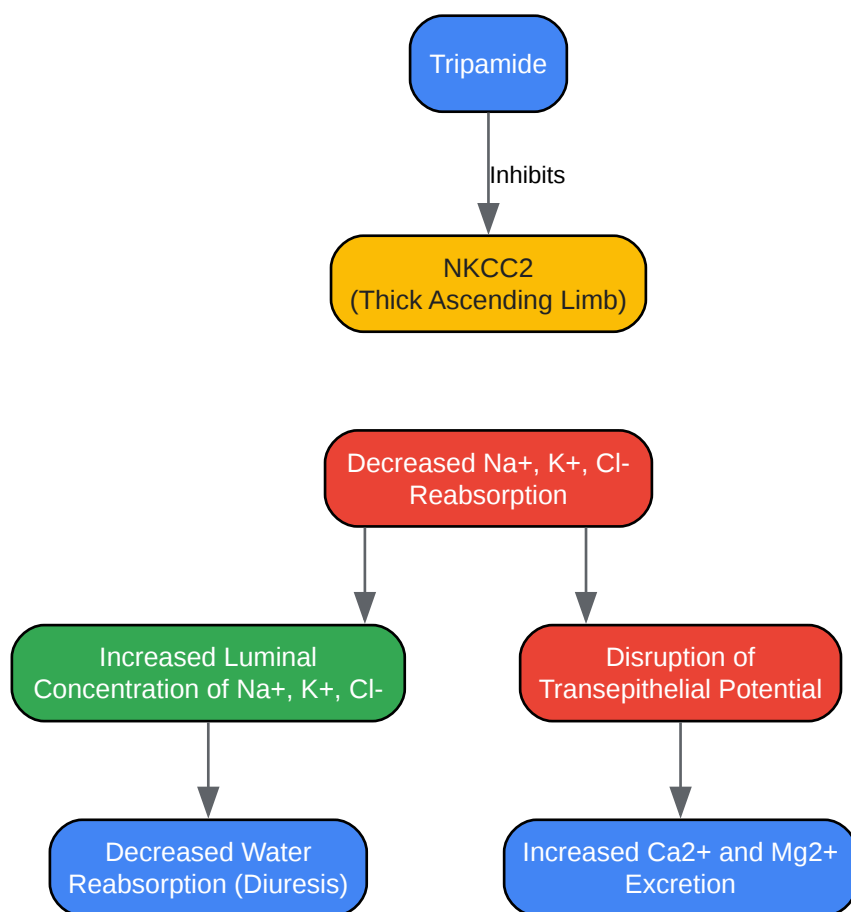 Tripamide
Inhibits
NKCC2
(Thick Ascending Limb)
Decreased Na+, K+, Cl-
Reabsorption
Increased Luminal
Concentration of Na+, K+, Cl-
Disruption of
Transepithelial Potential
Decreased Water
Reabsorption (Diuresis)
Increased Ca2+ and Mg2+
Excretion